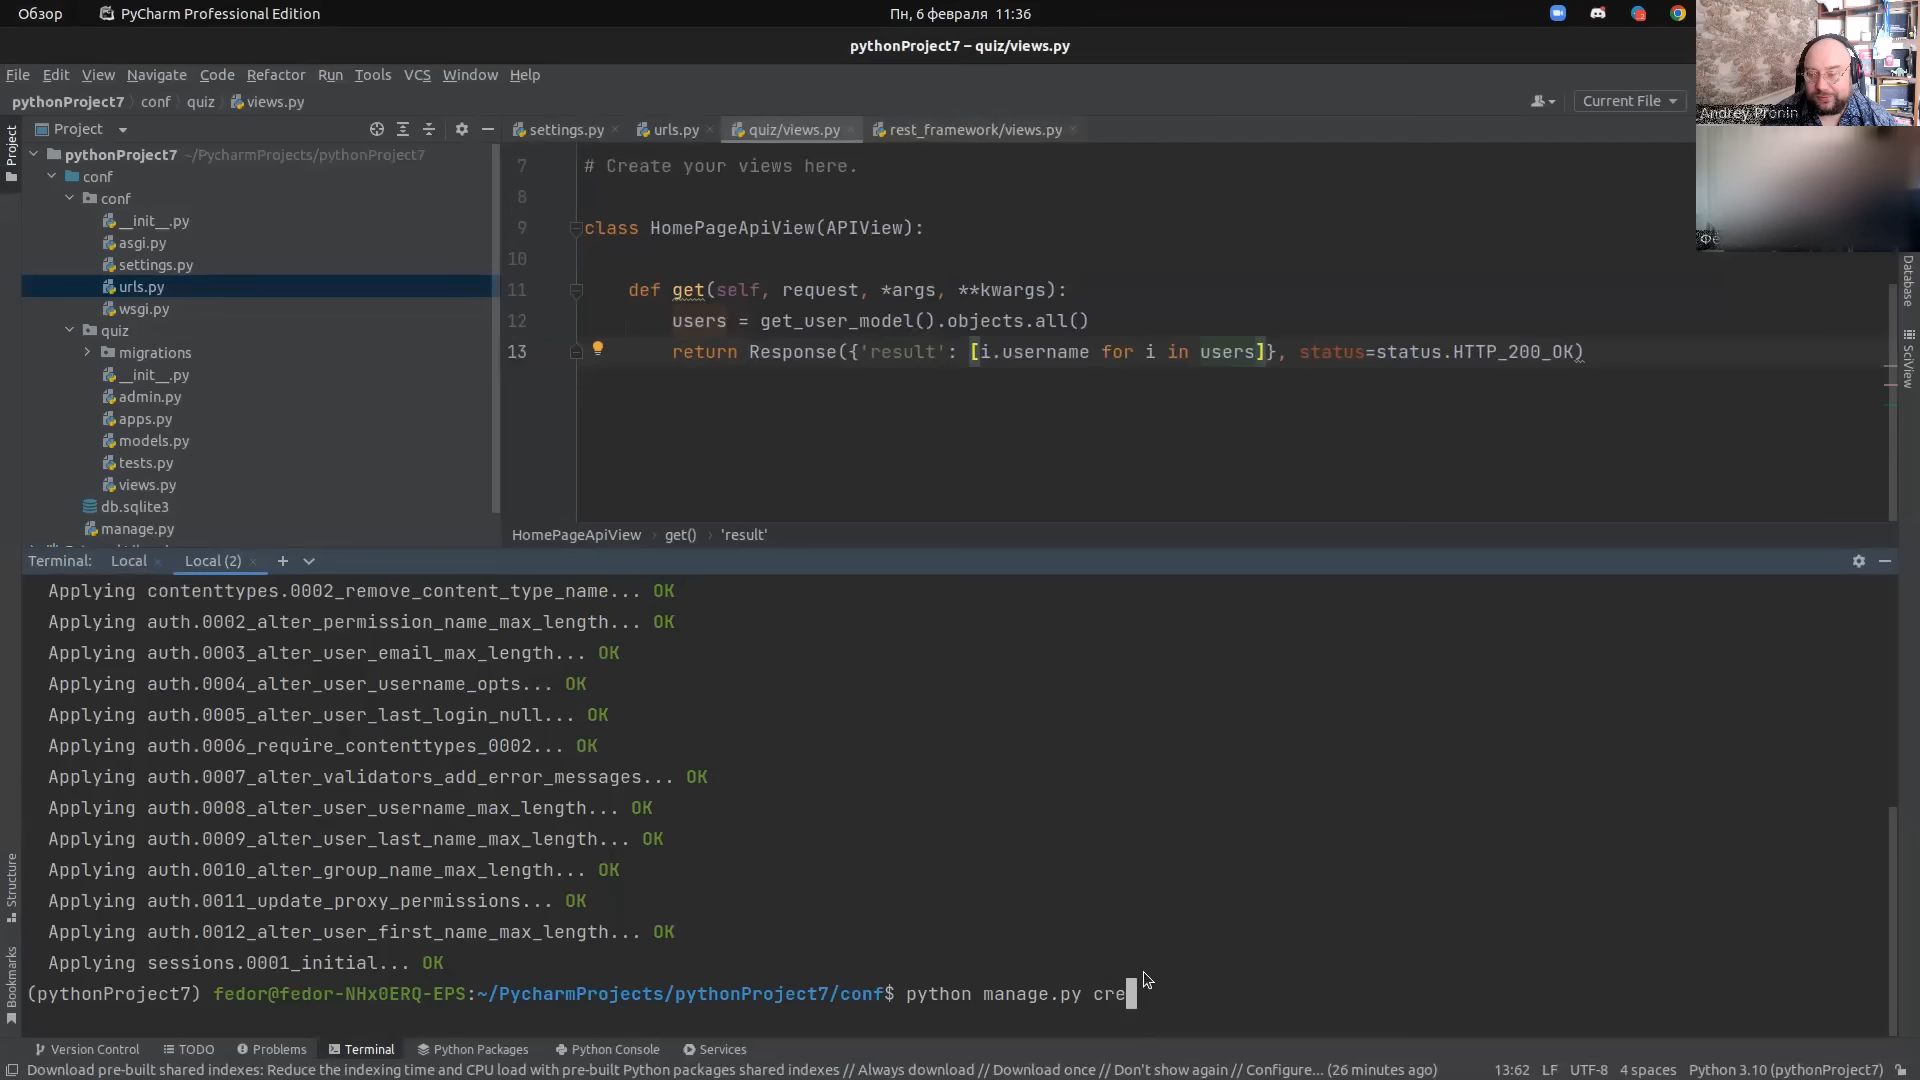 Обзор
PyCharm Professional Edition
Пн, 6 февраля 11:36
pythonProject7 – quiz/views.py
File Edit View Navigate Code Refactor Run Tools VCS Window Help
pythonProject7 conf quiz views.py
Current File
Andrey Pronin
Project
Project
settings.py
urls.py
quiz/views.py
rest_framework/views.py
pythonProject7 ~/PycharmProjects/pythonProject7
conf
conf
__init__.py
asgi.py
settings.py
urls.py
wsgi.py
quiz
migrations
__init__.py
admin.py
apps.py
models.py
tests.py
views.py
db.sqlite3
manage.py
7 # Create your views here.
8
9 class HomePageApiView(APIView):
10
11 def get(self, request, *args, **kwargs):
12 users = get_user_model().objects.all()
13 return Response({'result': [i.username for i in users]}, status=status.HTTP_200_OK)
HomePageApiView get() 'result'
Database
SciView
Terminal: Local Local (2)
Applying contenttypes.0002_remove_content_type_name... OK
Applying auth.0002_alter_permission_name_max_length... OK
Applying auth.0003_alter_user_email_max_length... OK
Applying auth.0004_alter_user_username_opts... OK
Applying auth.0005_alter_user_last_login_null... OK
Applying auth.0006_require_contenttypes_0002... OK
Applying auth.0007_alter_validators_add_error_messages... OK
Applying auth.0008_alter_user_username_max_length... OK
Applying auth.0009_alter_user_last_name_max_length... OK
Applying auth.0010_alter_group_name_max_length... OK
Applying auth.0011_update_proxy_permissions... OK
Applying auth.0012_alter_user_first_name_max_length... OK
Applying sessions.0001_initial... OK
(pythonProject7) fedor@fedor-NHx0ERQ-EPS:~/PycharmProjects/pythonProject7/conf$ python manage.py cre
Structure
Bookmarks
Version Control TODO Problems Terminal Python Packages Python Console Services
Download pre-built shared indexes: Reduce the indexing time and CPU load with pre-built Python packages shared indexes // Always download // Download once // Don't show again // Configure... (26 minutes ago)
13:62 LF UTF-8 4 spaces Python 3.10 (pythonProject7)